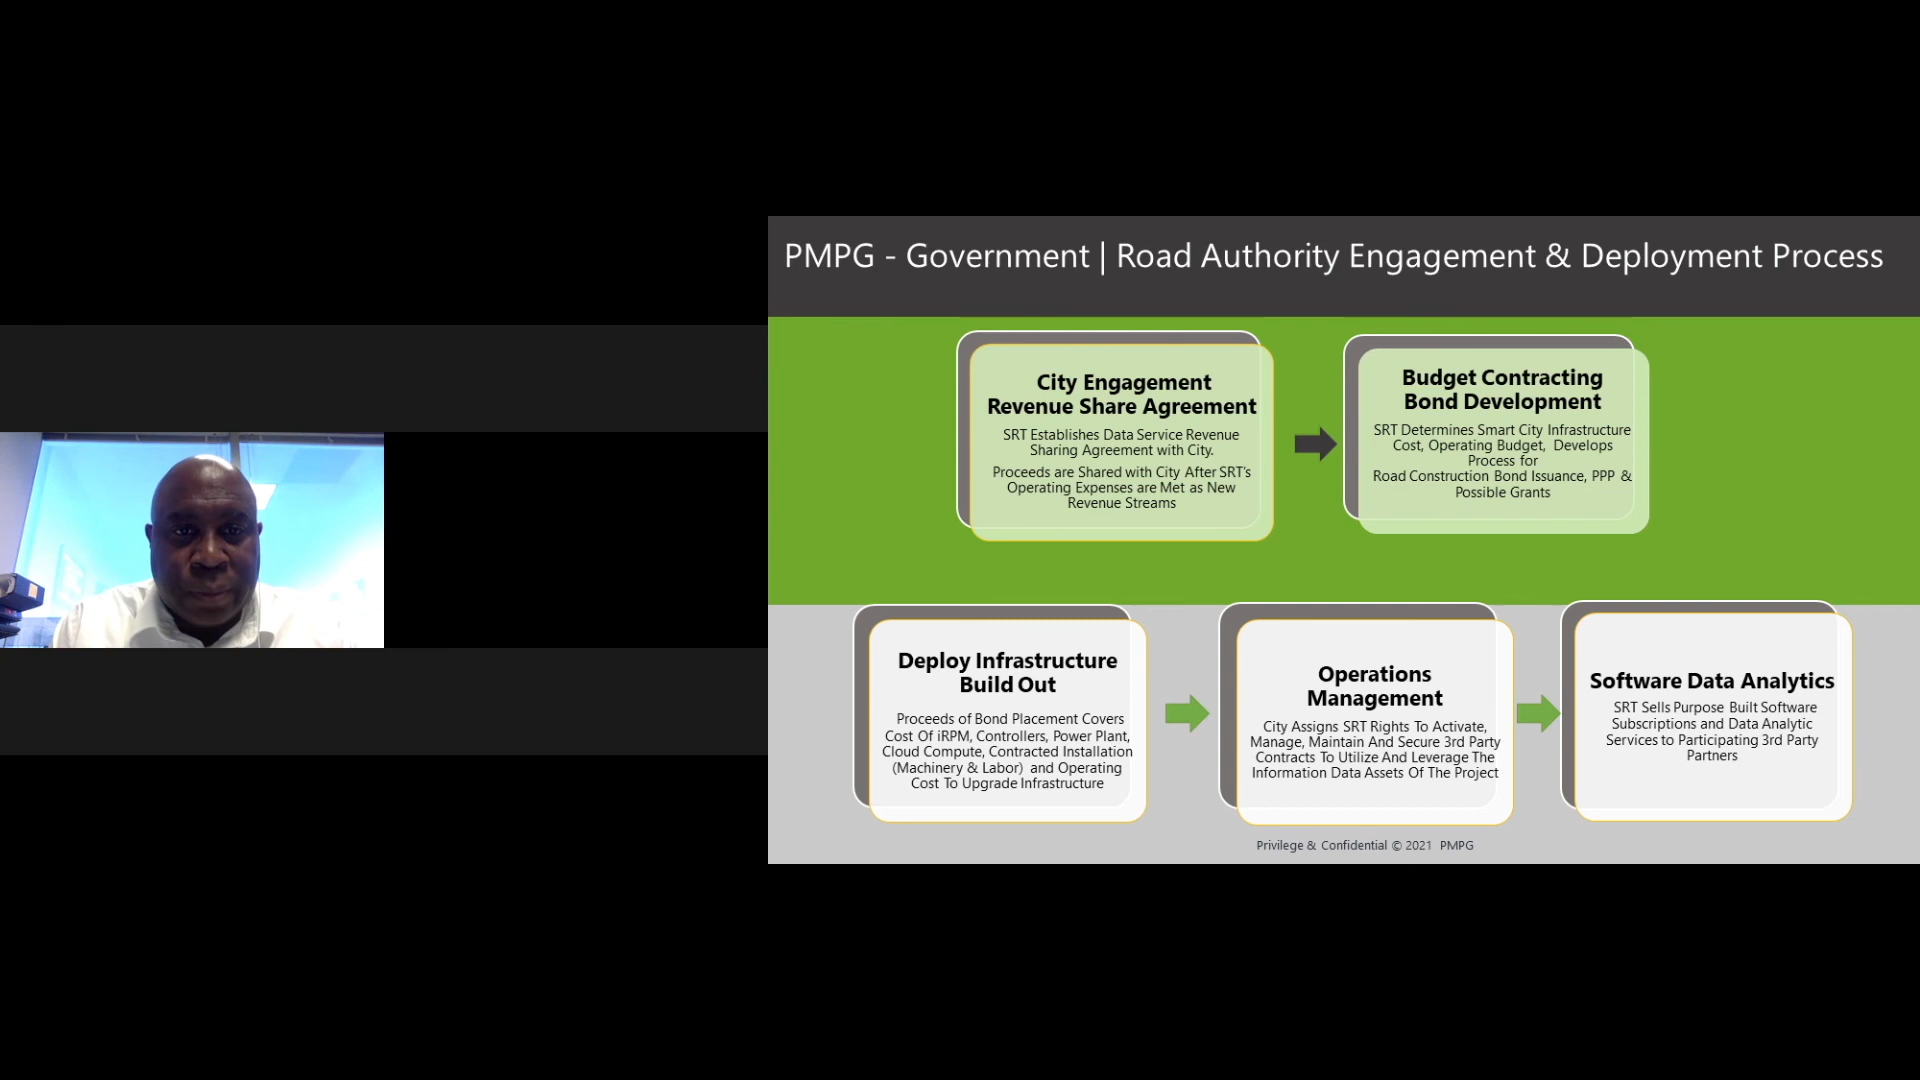 PMPG - Government | Road Authority Engagement & Deployment Process
City Engagement
Revenue Share Agreement
SRT Establishes Data Service Revenue
Sharing Agreement with City.
Proceeds are Shared with City After SRT's
Operating Expenses are Met as New
Revenue Streams
Budget Contracting
Bond Development
SRT Determines Smart City Infrastructure
Cost, Operating Budget, Develops
Process for
Road Construction Bond Issuance, PPP &
Possible Grants
Deploy Infrastructure
Build Out
Proceeds of Bond Placement Covers
Cost Of iRPM, Controllers, Power Plant,
Cloud Compute, Contracted Installation
(Machinery & Labor) and Operating
Cost To Upgrade Infrastructure
Operations
Management
City Assigns SRT Rights To Activate,
Manage, Maintain And Secure 3rd Party
Contracts To Utilize And Leverage The
Information Data Assets Of The Project
Software Data Analytics
SRT Sells Purpose Built Software
Subscriptions and Data Analytic
Services to Participating 3rd Party
Partners
Privilege & Confidential © 2021 PMPG